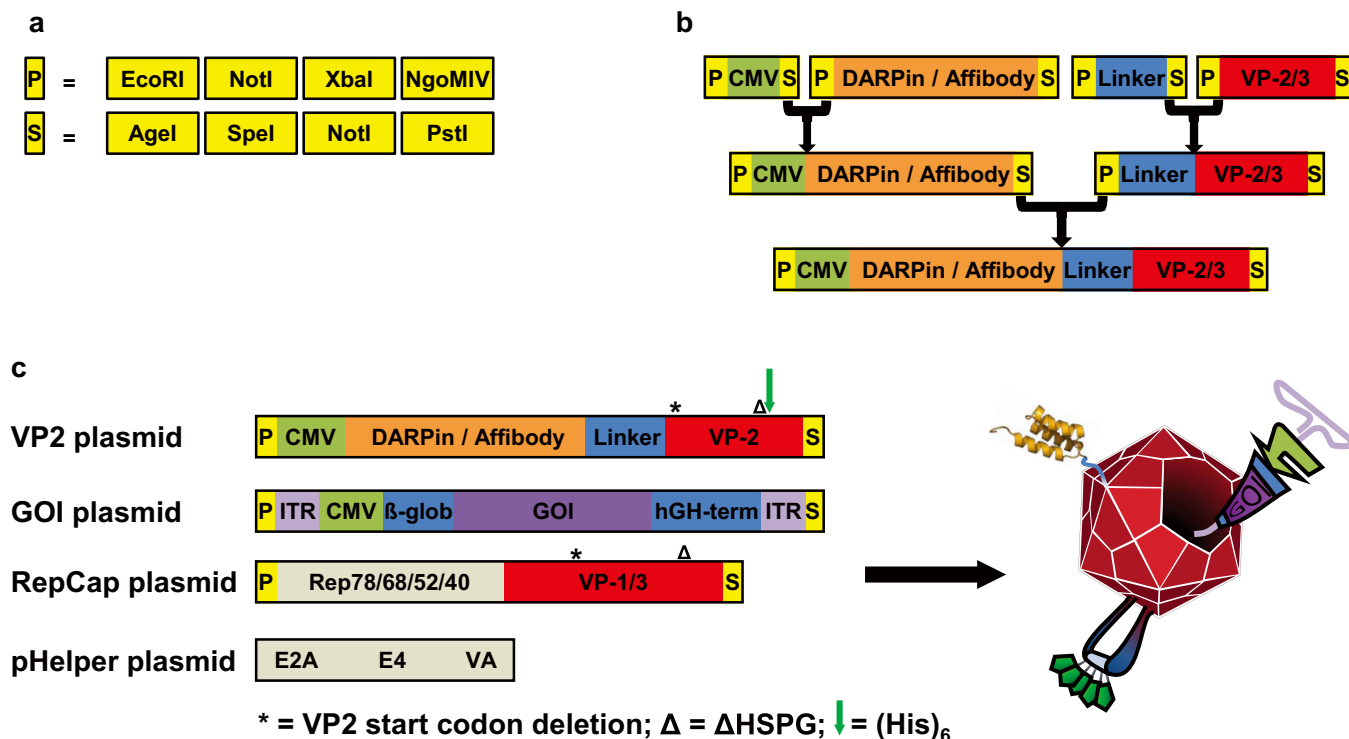 a
P = EcoRI NotI XbaI NgoMIV
S = AgeI SpeI NotI PstI
b
P CMV S P DARPin / Affibody S P Linker S P VP-2/3 S
P CMV DARPin / Affibody S P Linker VP-2/3 S
P CMV DARPin / Affibody Linker VP-2/3 S
c
* Δ
VP2 plasmid P CMV DARPin / Affibody Linker VP-2 S
GOI plasmid P ITR CMV ß-glob GOI hGH-term ITR S
* Δ
RepCap plasmid P Rep78/68/52/40 VP-1/3 S
pHelper plasmid E2A E4 VA
* = VP2 start codon deletion; Δ = ΔHSPG; ↓ = (His)₆
GOI